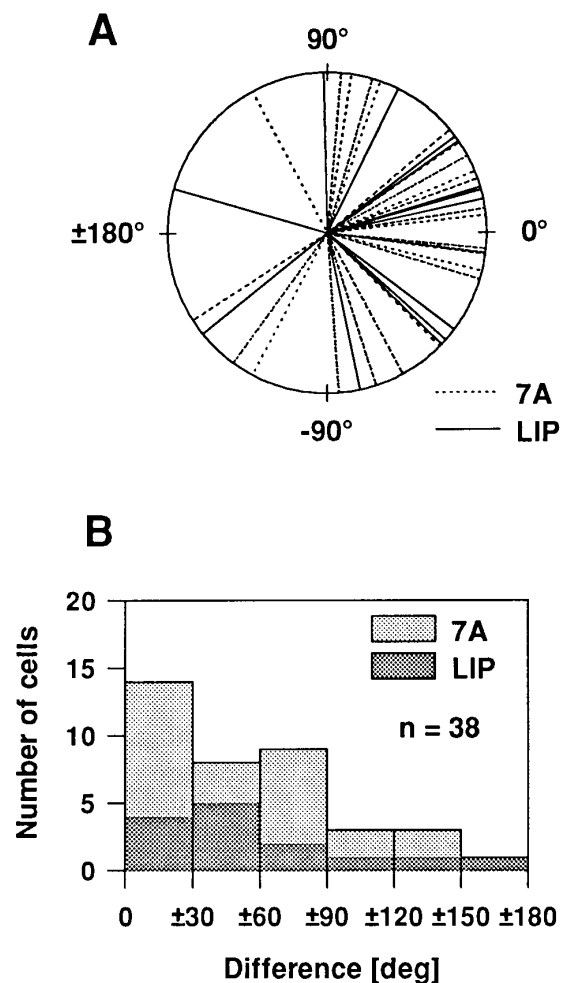 A
90°
±180°
0°
-90°
7A
LIP
B
20
15
10
5
0
Number of cells
7A
LIP
n = 38
0 ±30 ±60 ±90 ±120 ±150 ±180
Difference [deg]